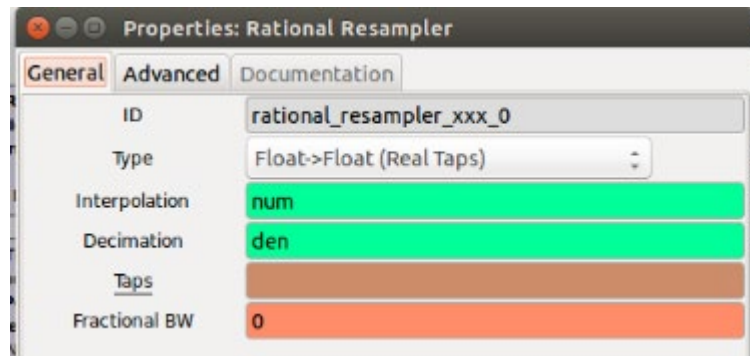 Properties: Rational Resampler
General Advanced Documentation
ID rational_resampler_xxx_0
Type Float->Float (Real Taps)
Interpolation num
Decimation den
Taps
Fractional BW 0